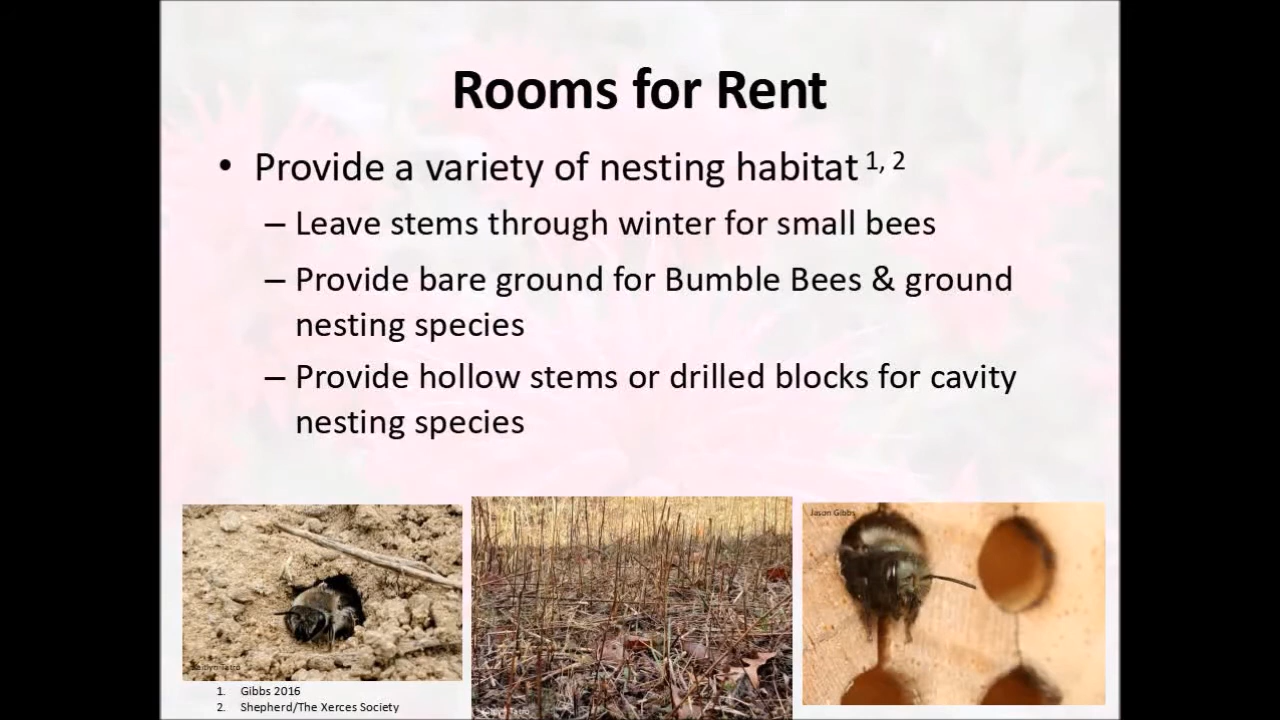 Rooms for Rent
• Provide a variety of nesting habitat 1, 2
– Leave stems through winter for small bees
– Provide bare ground for Bumble Bees & ground
nesting species
– Provide hollow stems or drilled blocks for cavity
nesting species
Jason Gibbs
Tatro
Tatro
1. Gibbs 2016
2. Shepherd/The Xerces Society